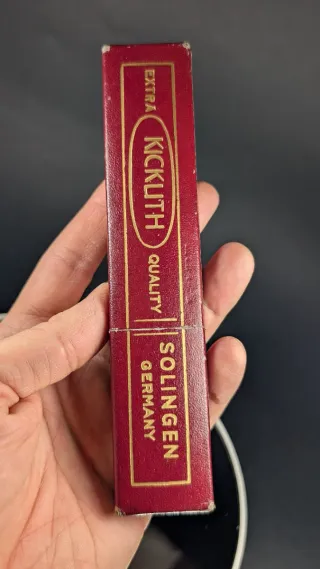 EXTRA
KICKUTH
QUALITY
SOLINGEN
GERMANY